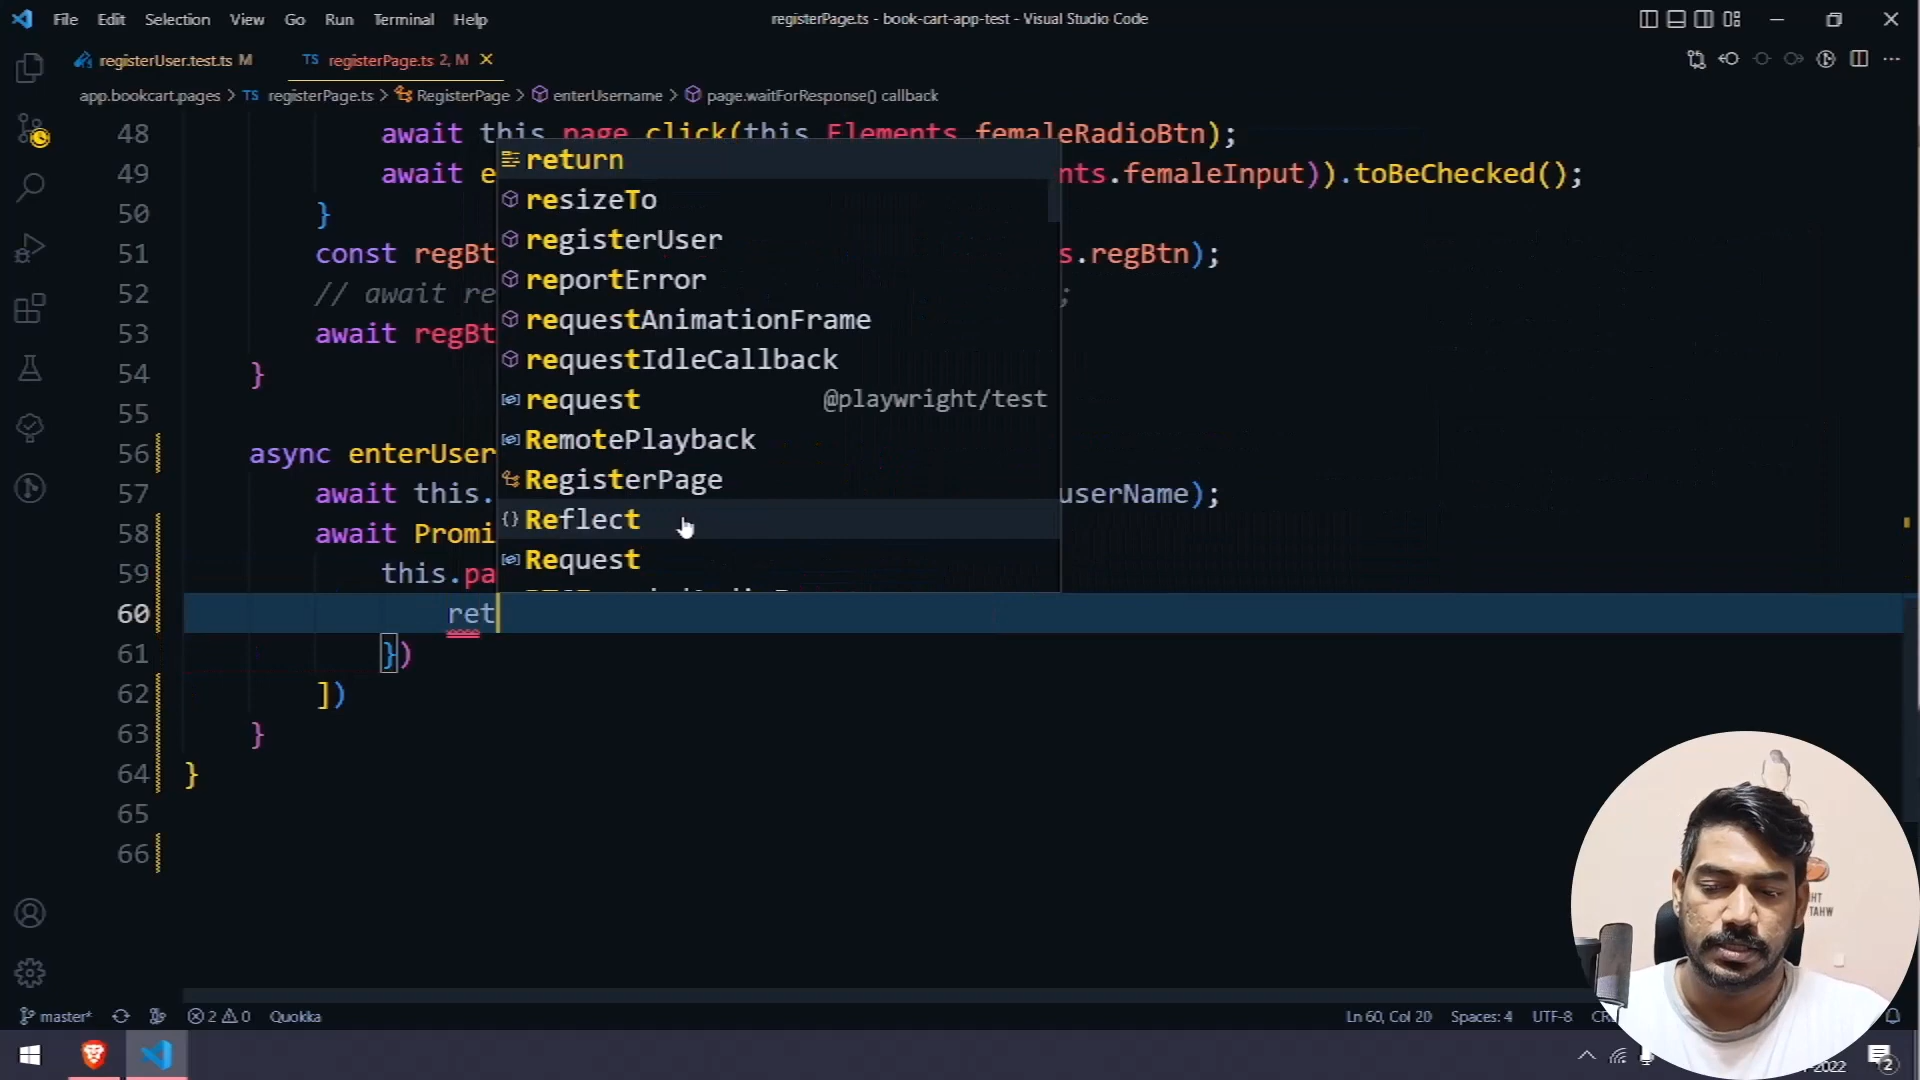 File Edit Selection View Go Run Terminal Help
registerPage.ts - book-cart-app-test - Visual Studio Code
registerUser.test.ts M
TS registerPage.ts 2, M
app.bookcart.pages > TS registerPage.ts > RegisterPage > enterUsername > page.waitForResponse() callback
48 await this.page.click(this.Elements.femaleRadioBtn);
49 await e nts.femaleInput)).toBeChecked();
50 }
51 const regBt s.regBtn);
52 // await re ;
53 await regBt
54 }
55
56 async enterUser
57 await this. userName);
58 await Promi
59 this.pa
60 ret
61 })
62 ])
63 }
64 }
65
66
return
resizeTo
registerUser
reportError
requestAnimationFrame
requestIdleCallback
request @playwright/test
RemotePlayback
RegisterPage
Reflect
Request
master* 2 0 Quokka
Ln 60, Col 20 Spaces: 4 UTF-8
HT
TAHW
2022
2